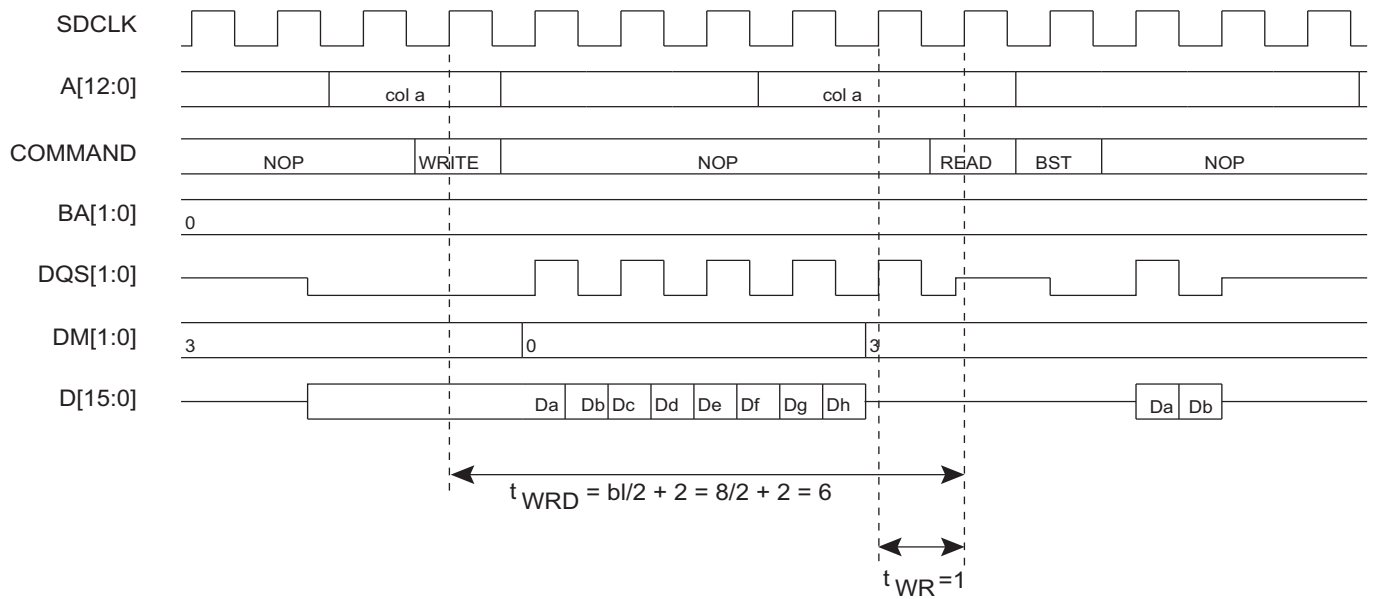 SDCLK
A[12:0]
col a col a
COMMAND
NOP WRITE NOP READ BST NOP
BA[1:0]
0
DQS[1:0]
DM[1:0]
3 0 3
D[15:0]
Da Db Dc Dd De Df Dg Dh Da Db
t WRD = bl/2 + 2 = 8/2 + 2 = 6
t WR =1